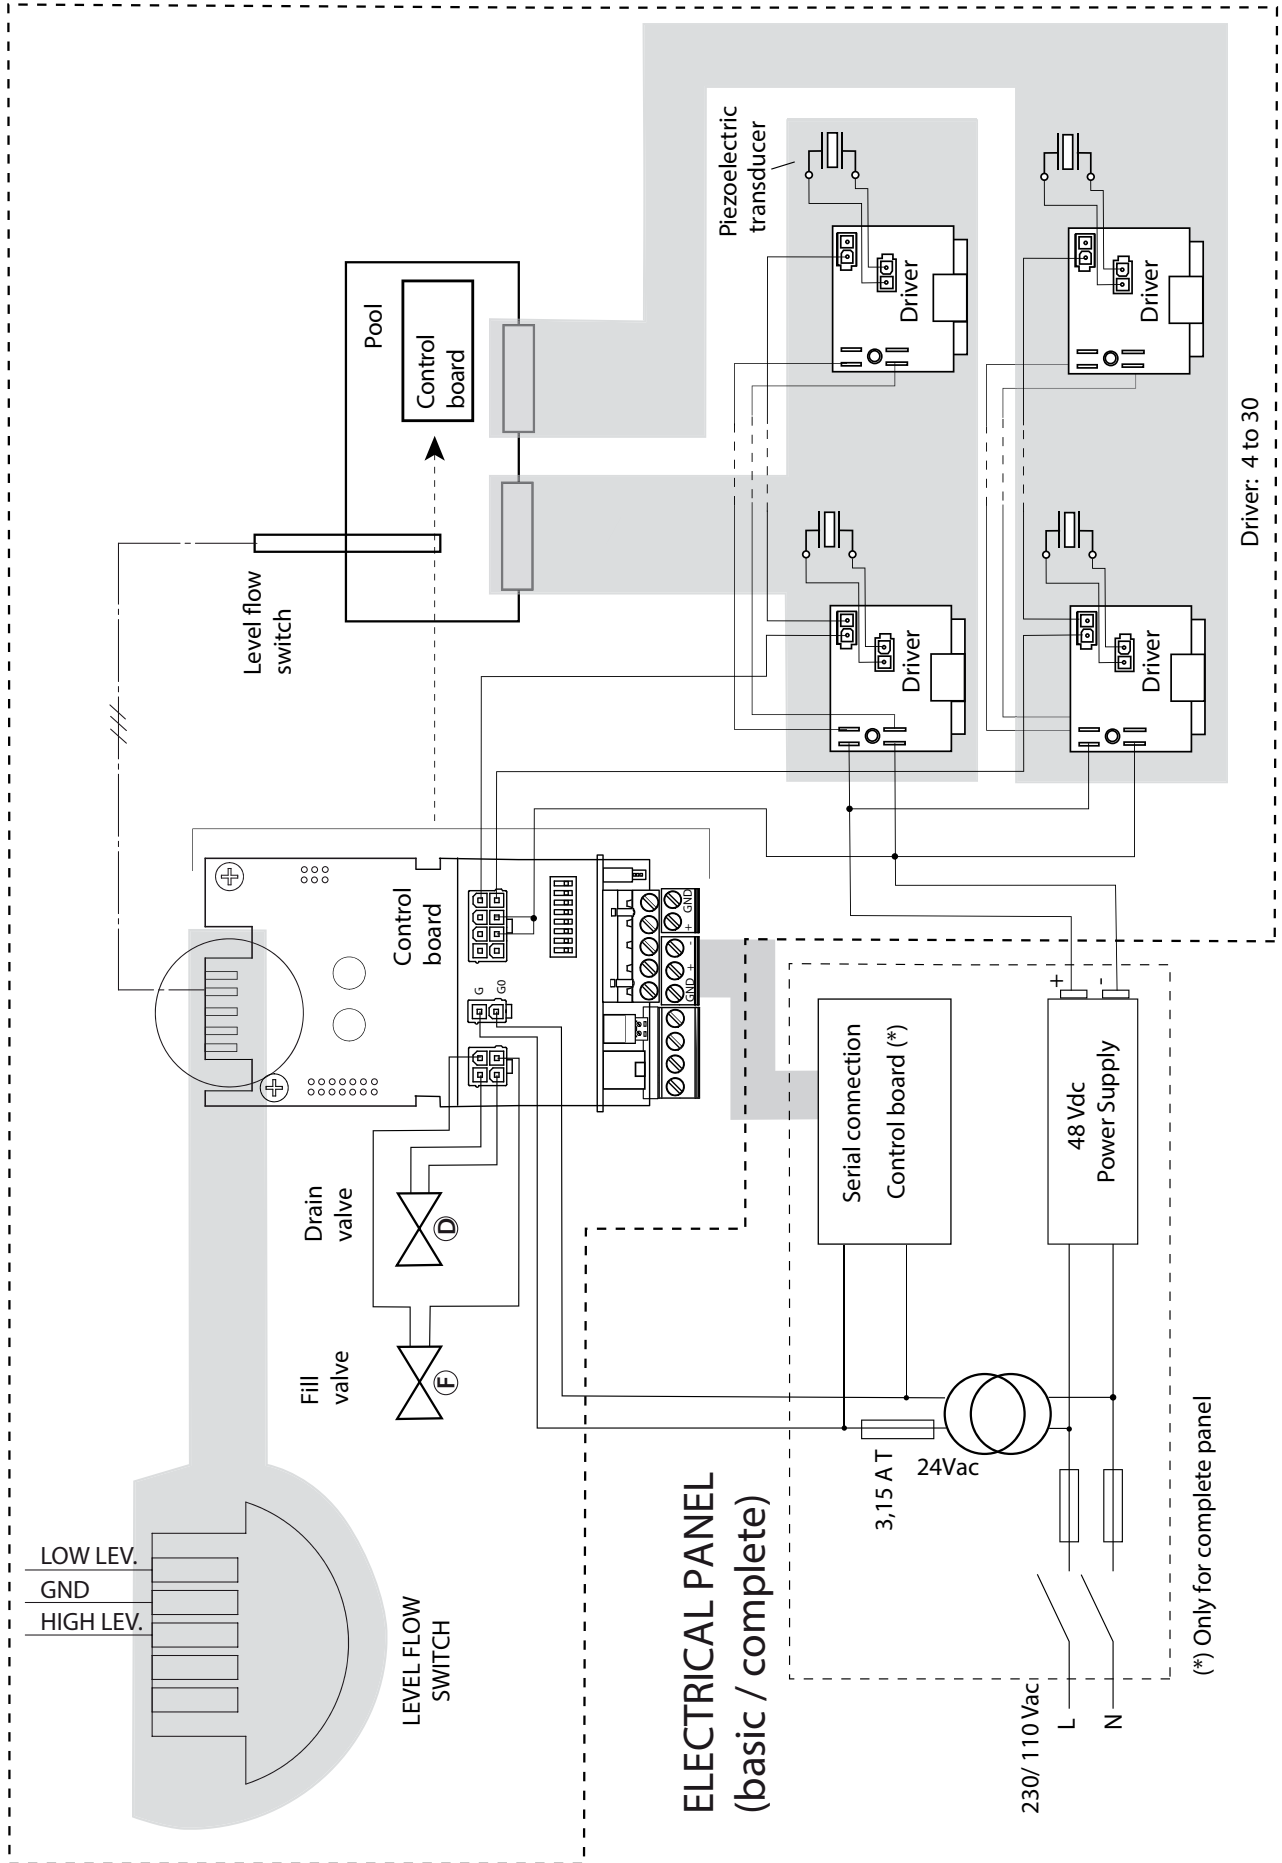 LOW LEV.
GND
HIGH LEV.
LEVEL FLOW
SWITCH
Fill
valve
F
Drain
valve
D
Control
board
G
G0
GND
+
-
+
GND
Level flow
switch
Pool
Control
board
Piezoelectric
transducer
Driver
Driver
Driver
Driver
Driver: 4 to 30
ELECTRICAL PANEL
(basic / complete)
3,15 A T
24Vac
Serial connection
Control board (*)
48 Vdc
Power Supply
+
-
230/ 110 Vac
L
N
(*) Only for complete panel